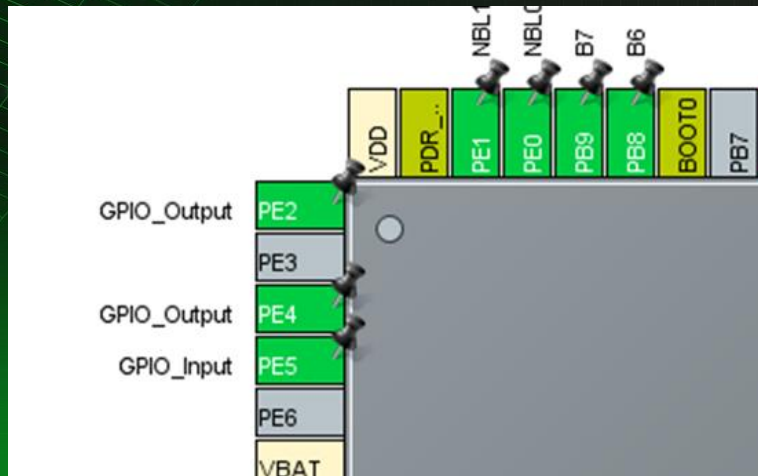 NBL1
NBL0
B7
B6
VDD
PDR_..
PE1
PE0
PB9
PB8
BOOT0
PB7
GPIO_Output PE2
PE3
GPIO_Output PE4
GPIO_Input PE5
PE6
VBAT